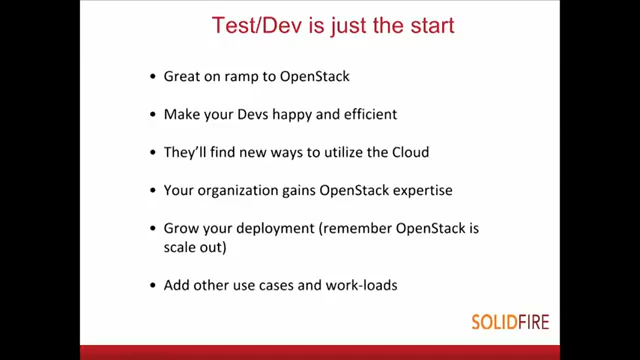 Test/Dev is just the start
• Great on ramp to OpenStack
• Make your Devs happy and efficient
• They'll find new ways to utilize the Cloud
• Your organization gains OpenStack expertise
• Grow your deployment (remember OpenStack is
scale out)
• Add other use cases and work-loads
SOLIDFIRE